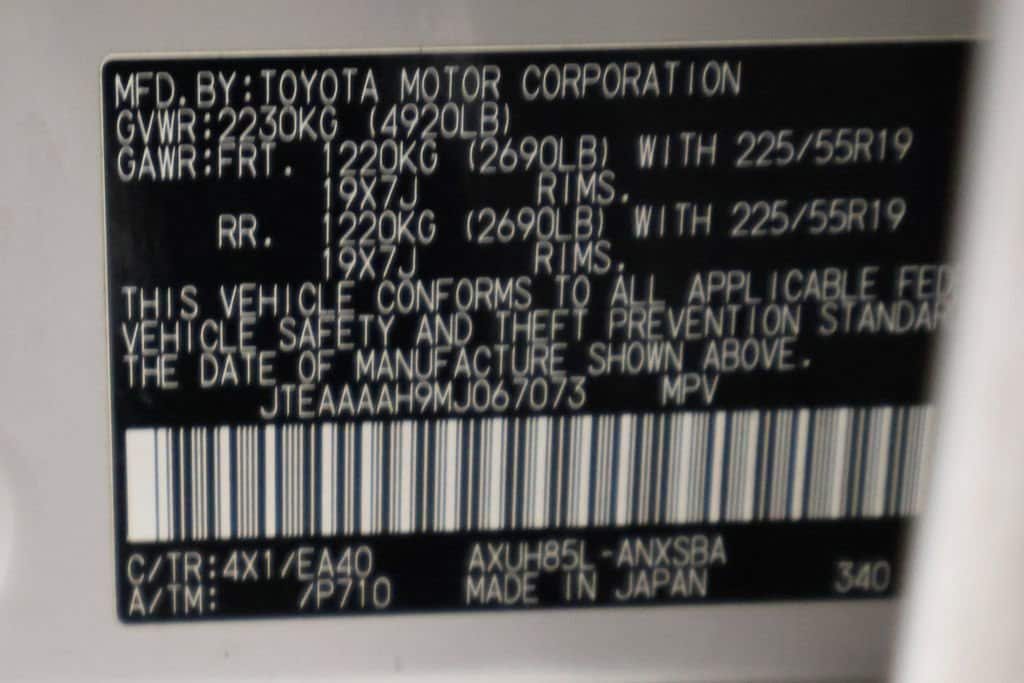 MFD.BY:TOYOTA MOTOR CORPORATION
GVWR:2230KG (4920LB)
GAWR:FRT. 1220KG (2690LB) WITH 225/55R19
19X7J RIMS.
RR. 1220KG (2690LB) WITH 225/55R19
19X7J RIMS.
THIS VEHICLE CONFORMS TO ALL APPLICABLE FED
VEHICLE SAFETY AND THEFT PREVENTION STANDAR
THE DATE OF MANUFACTURE SHOWN ABOVE.
JTEAAAAH9MJ067073 MPV
C/TR:4X1/EA40 AXUH85L-ANXSBA
A/TM: /P710 MADE IN JAPAN 340